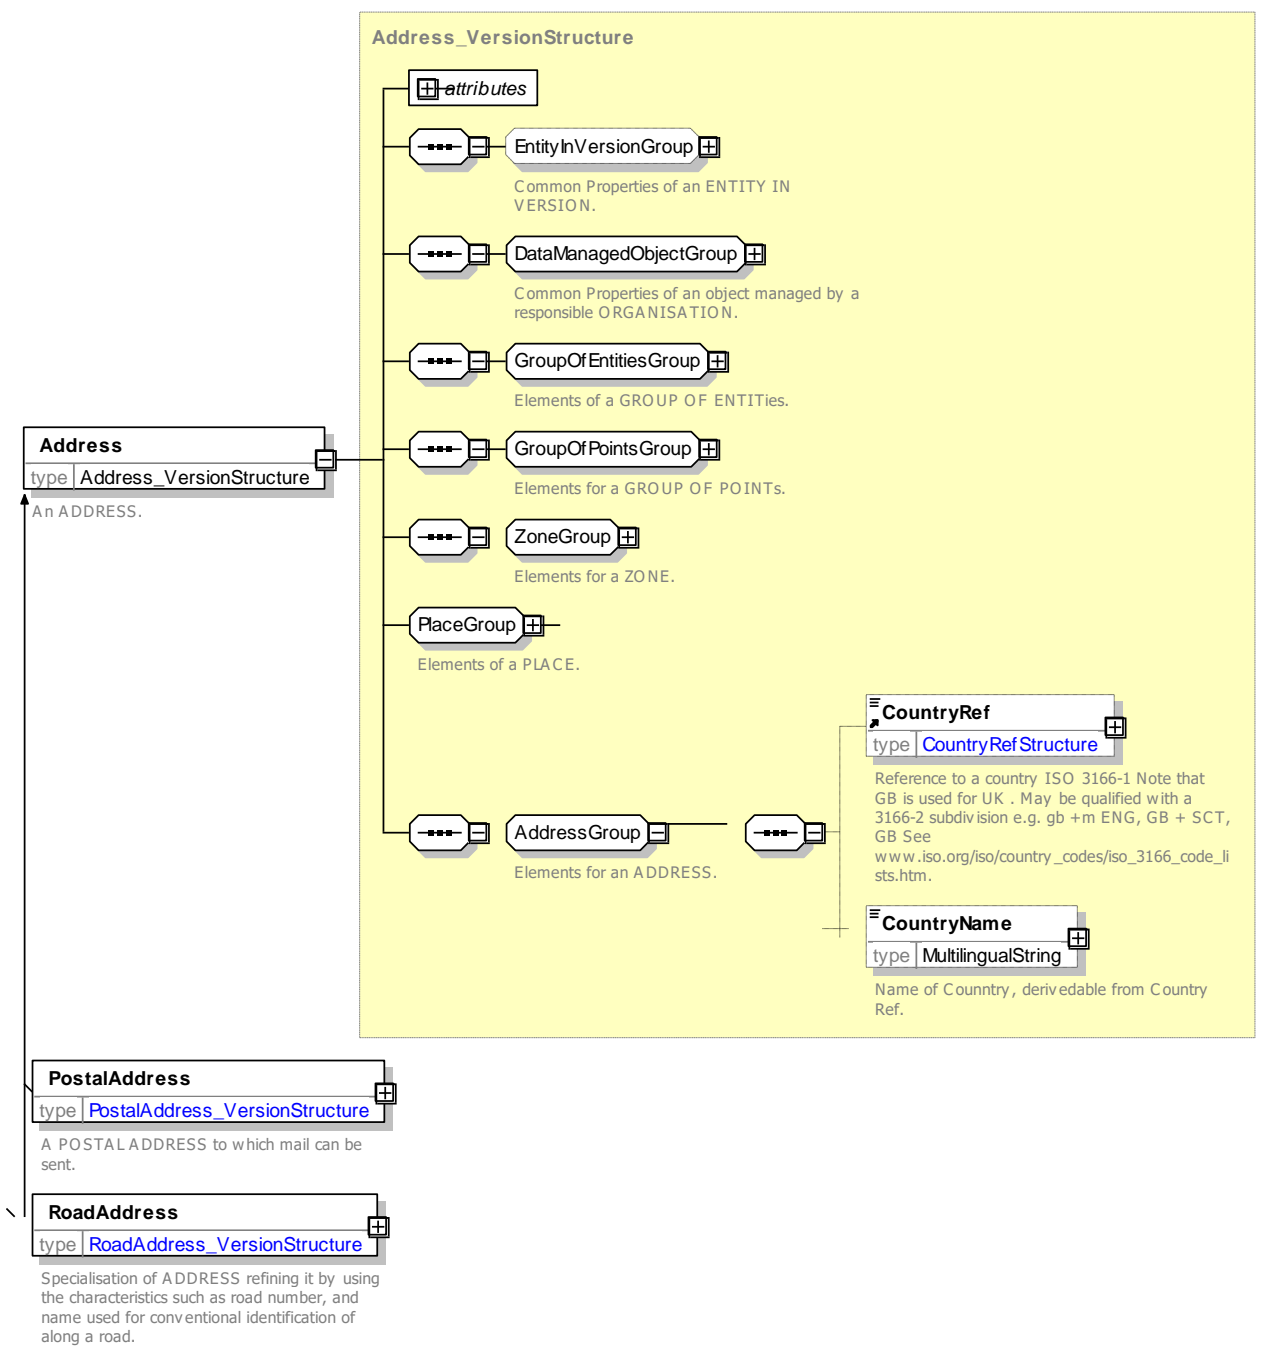 Address_VersionStructure
attributes
EntityInVersionGroup
Common Properties of an ENTITY IN
VERSION.
DataManagedObjectGroup
Common Properties of an object managed by a
responsible ORGANISATION.
GroupOfEntitiesGroup
Elements of a GROUP OF ENTITies.
Address
type Address_VersionStructure
An ADDRESS.
GroupOfPointsGroup
Elements for a GROUP OF POINTs.
ZoneGroup
Elements for a ZONE.
PlaceGroup
Elements of a PLACE.
CountryRef
type CountryRefStructure
Reference to a country ISO 3166-1 Note that
GB is used for UK . May be qualified with a
3166-2 subdivision e.g. gb +m ENG, GB + SCT,
GB See
www.iso.org/iso/country_codes/iso_3166_code_li
sts.htm.
AddressGroup
Elements for an ADDRESS.
CountryName
type MultilingualString
Name of Counntry, derivedable from Country
Ref.
PostalAddress
type PostalAddress_VersionStructure
A POSTAL ADDRESS to which mail can be
sent.
RoadAddress
type RoadAddress_VersionStructure
Specialisation of ADDRESS refining it by using
the characteristics such as road number, and
name used for conventional identification of
along a road.